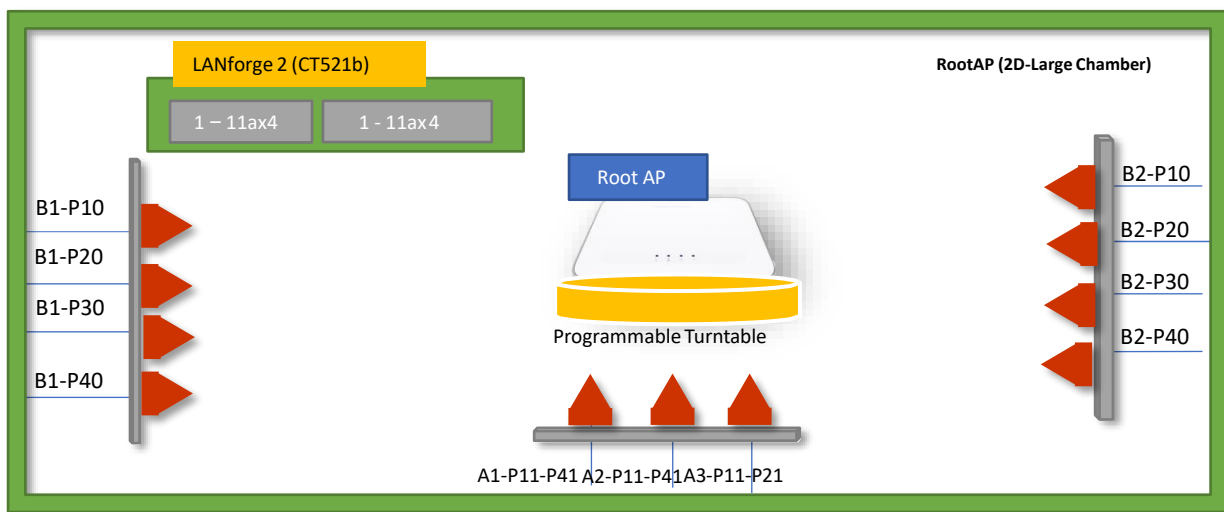 LANforge 2 (CT521b)
RootAP (2D-Large Chamber)
1 – 11ax4
1 - 11ax4
Root AP
B1-P10
B1-P20
B1-P30
B1-P40
B2-P10
B2-P20
B2-P30
B2-P40
Programmable Turntable
A1-P11-P41
A2-P11-P41
A3-P11-P21